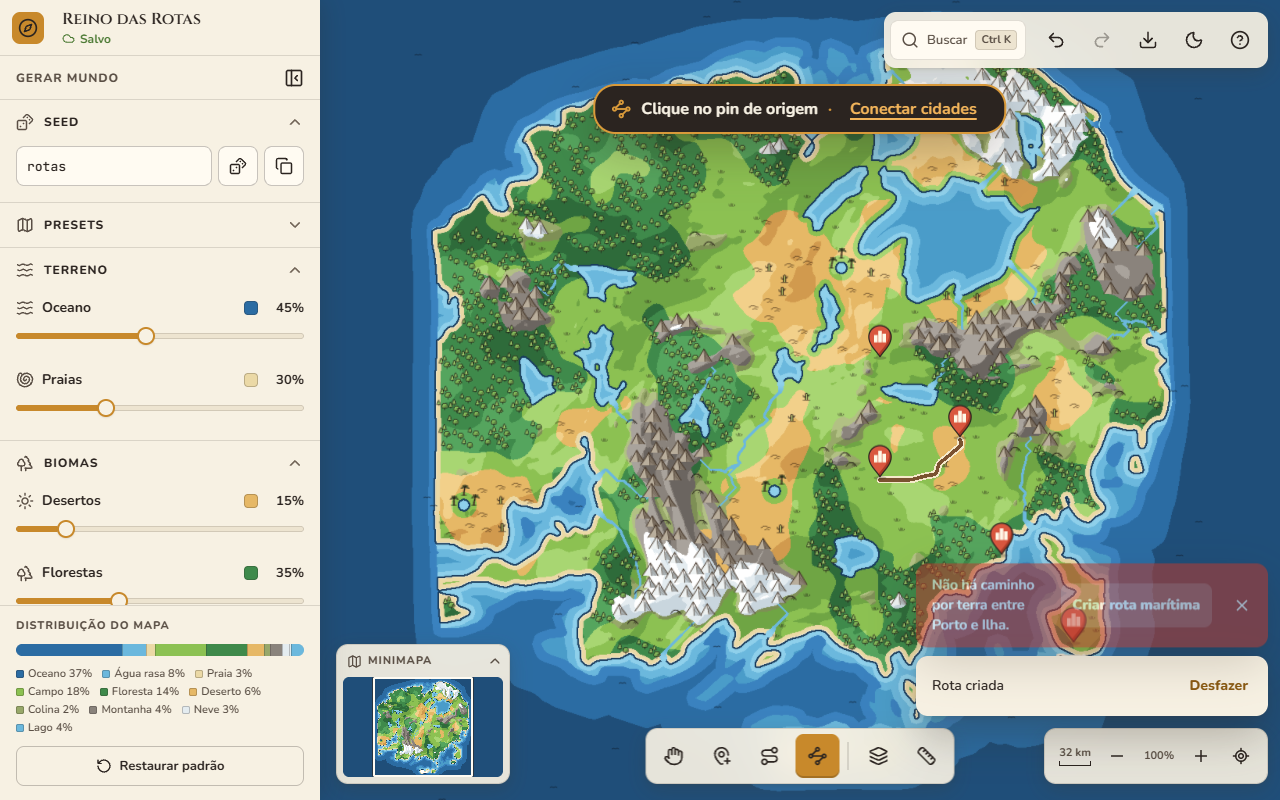 Reino das Rotas
Salvo
GERAR MUNDO
SEED
rotas
PRESETS
TERRENO
Oceano 45%
Praias 30%
BIOMAS
Desertos 15%
Florestas 35%
DISTRIBUIÇÃO DO MAPA
Oceano 37% Água rasa 8% Praia 3%
Campo 18% Floresta 14% Deserto 6%
Colina 2% Montanha 4% Neve 3%
Lago 4%
Restaurar padrão
Buscar Ctrl K
Clique no pin de origem · Conectar cidades
Não há caminho
por terra entre
Porto e Ilha.
Criar rota marítima
Rota criada Desfazer
MINIMAPA
32 km
100%